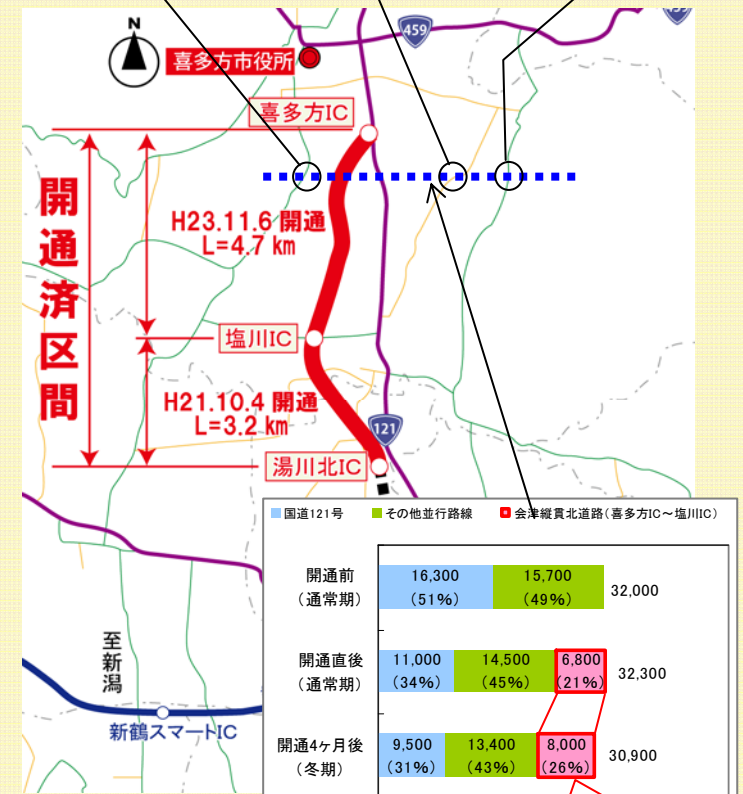 459
N
喜多方市役所
喜多方IC
開通済区間
H23.11.6 開通
L=4.7 km
塩川IC
H21.10.4 開通
L=3.2 km
121
湯川北IC
至新潟
新鶴スマートIC
国道121号 その他並行路線 会津縦貫北道路(喜多方IC～塩川IC)
開通前
(通常期)
16,300 15,700
(51%) (49%)
32,000
開通直後
(通常期)
11,000 14,500 6,800
(34%) (45%) (21%)
32,300
開通4ヶ月後
(冬期)
9,500 13,400 8,000
(31%) (43%) (26%)
30,900